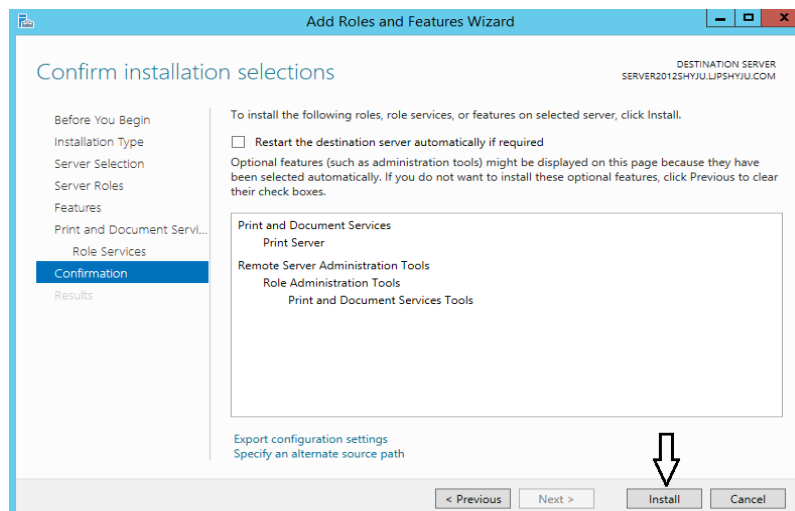 Add Roles and Features Wizard
Confirm installation selections
DESTINATION SERVER
SERVER2012SHYJU.LJPSHYJU.COM
Before You Begin
Installation Type
Server Selection
Server Roles
Features
Print and Document Servi...
Role Services
Confirmation
Results
To install the following roles, role services, or features on selected server, click Install.
Restart the destination server automatically if required
Optional features (such as administration tools) might be displayed on this page because they have
been selected automatically. If you do not want to install these optional features, click Previous to clear
their check boxes.
Print and Document Services
Print Server
Remote Server Administration Tools
Role Administration Tools
Print and Document Services Tools
Export configuration settings
Specify an alternate source path
< Previous
Next >
Install
Cancel